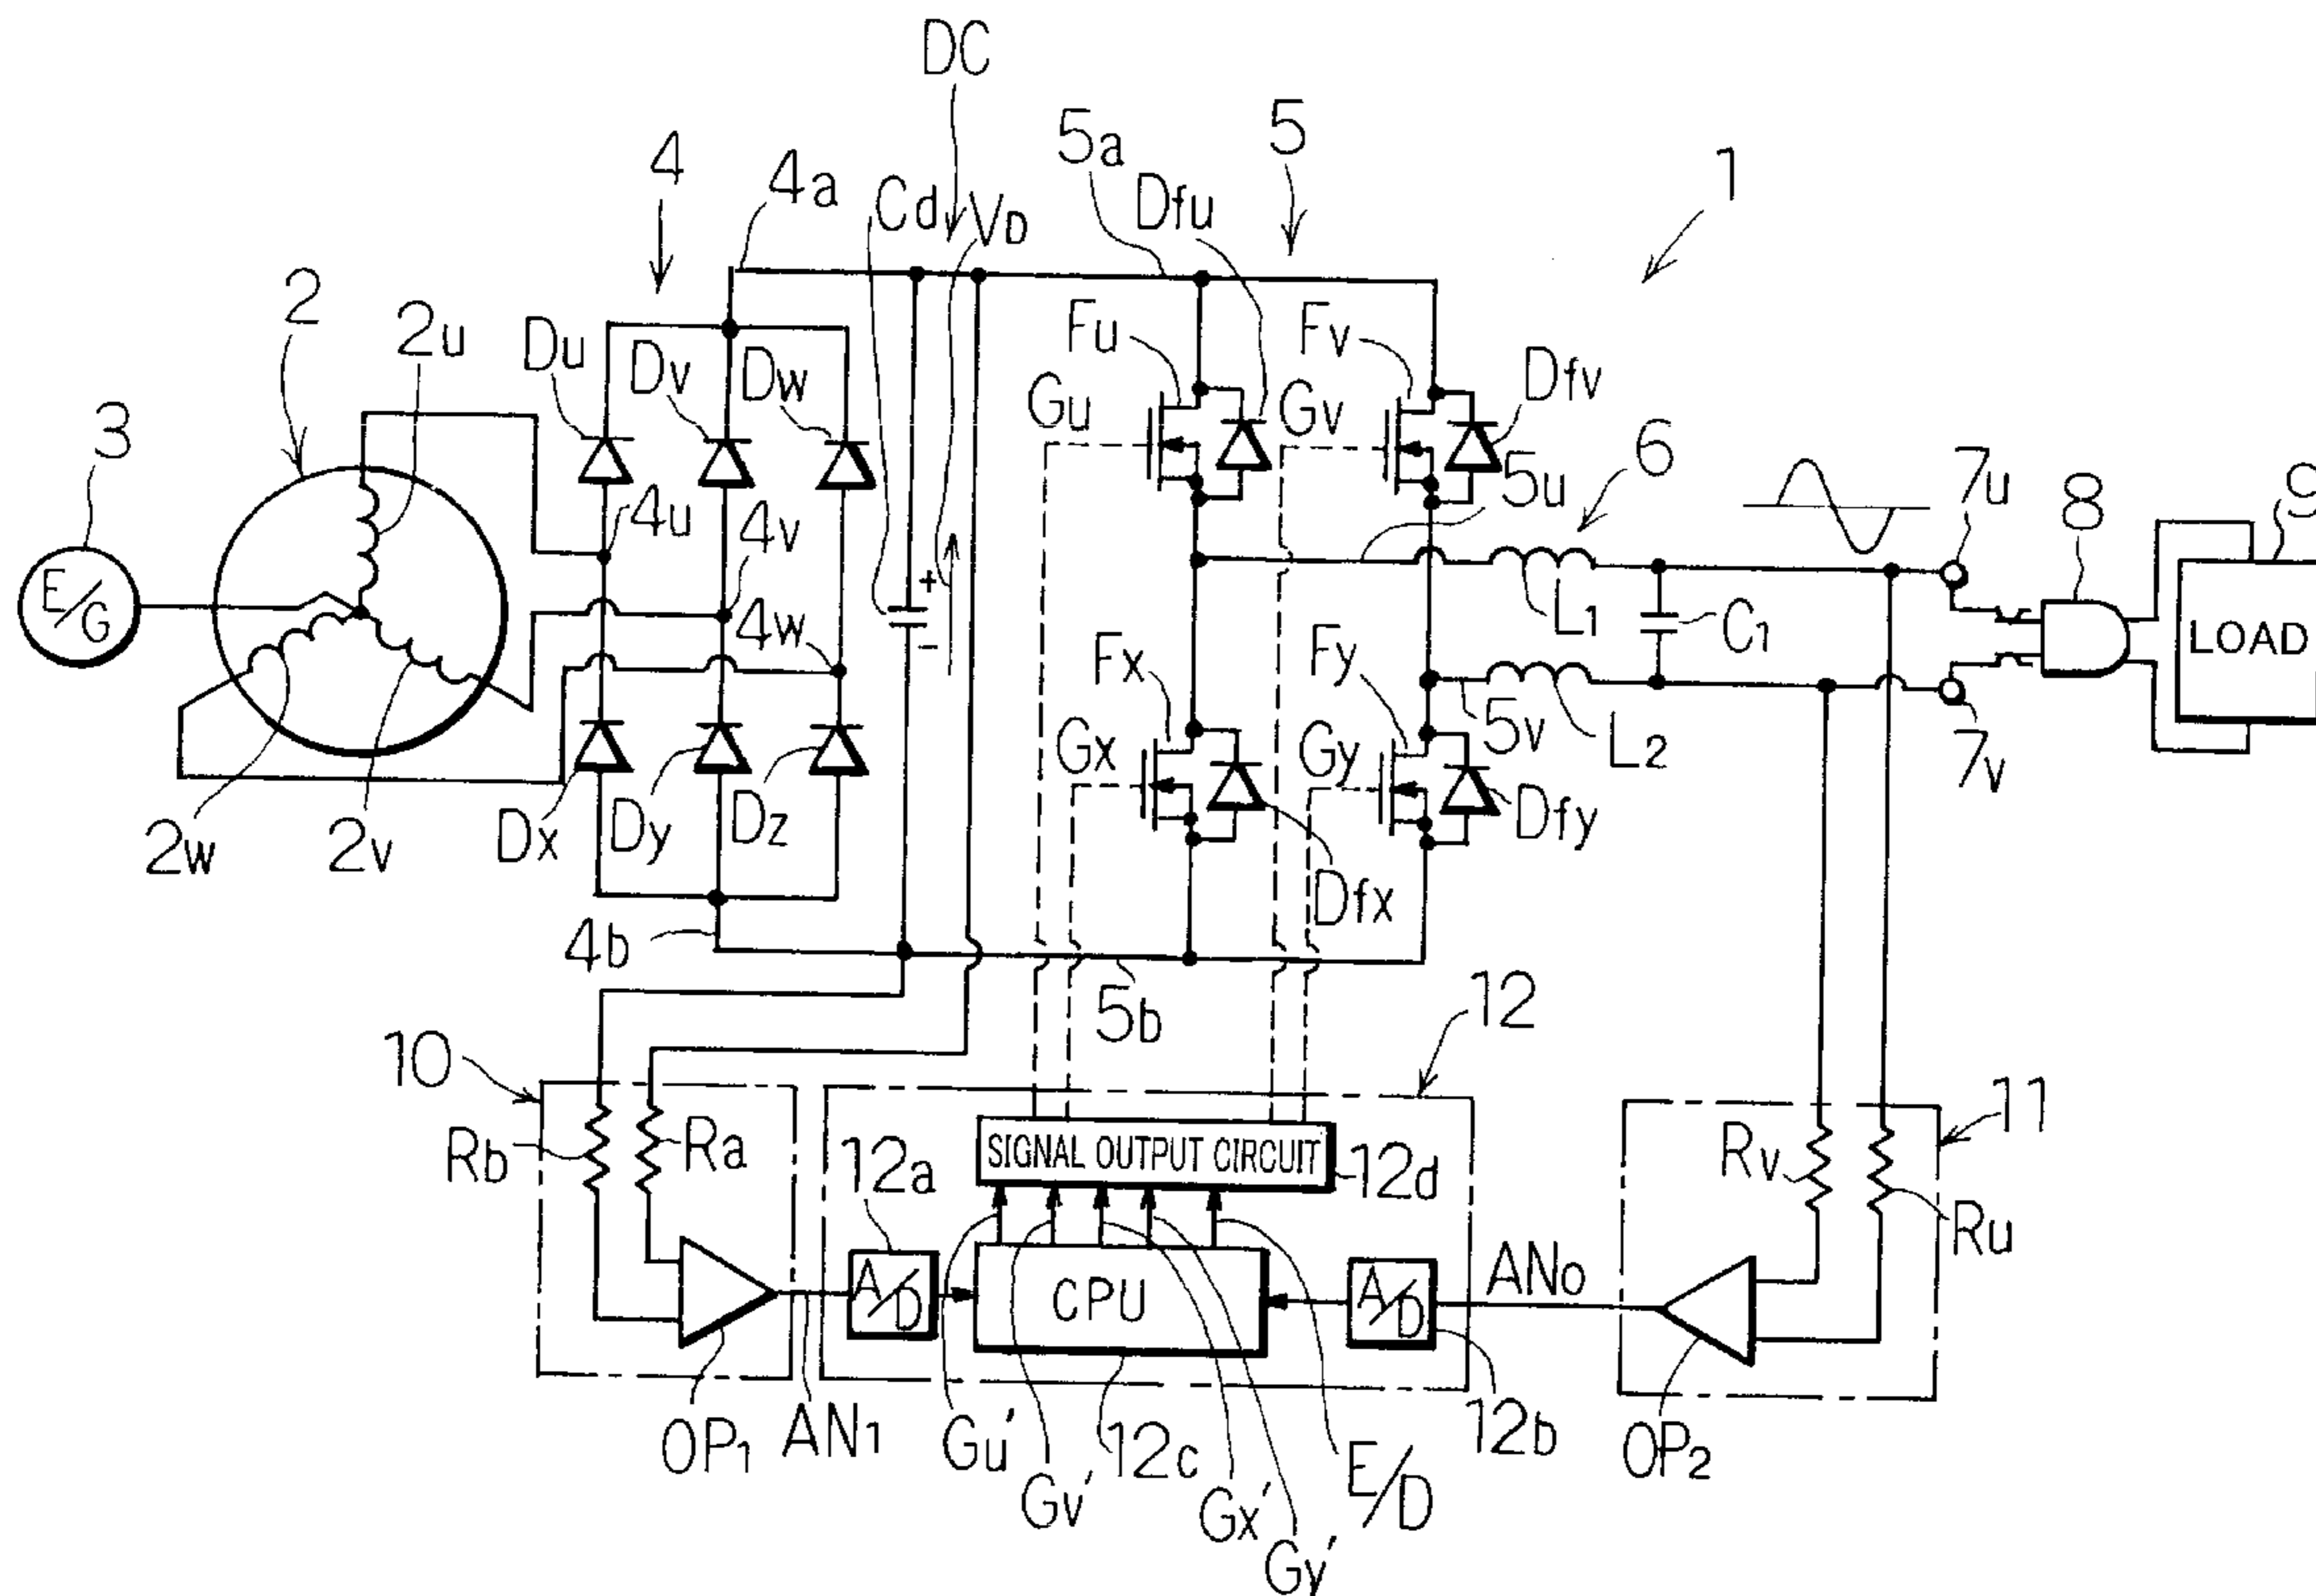 DC
4
4a
Cd
VD
5a
Dfu
5
1
2
2u
Du
Dv
Dw
Fu
Fv
Dfv
Gu
Gv
3
E/G
4u
4v
4w
+
-
5u
6
7u
8
9
L1
C1
LOAD
Fx
Fy
5v
L2
7v
Gx
Gy
Dfy
Dfx
2w
2v
Dx
Dy
Dz
4b
5b
12
10
11
Rb
Ra
12a
SIGNAL OUTPUT CIRCUIT
12d
Rv
Ru
A/D
CPU
A/D
ANo
OP1
AN1
Gu'
Gv'
12c
Gx'
Gy'
E/D
12b
OP2